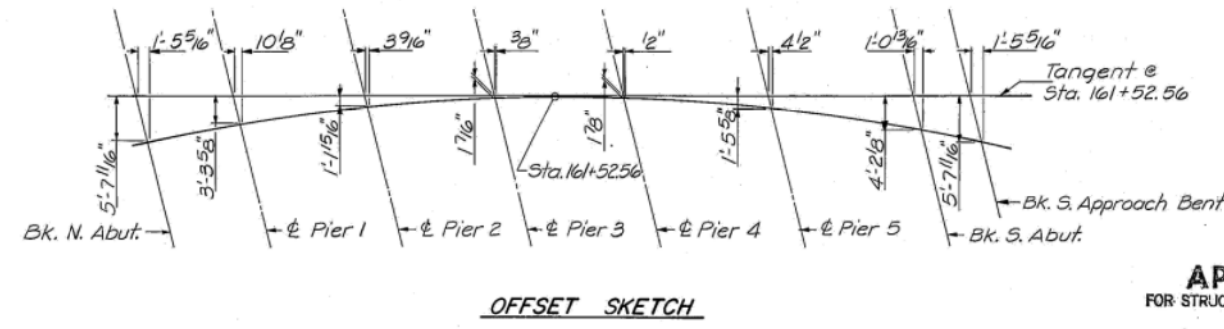 1'-5 5/16" 10 1/8" 3 9/16" 3/8" 1/2" 4 1/2" 1'-0 13/16" 1'-5 5/16"
Tangent @
Sta. 161+52.56
5'-7 11/16" 3'-3 5/8" 1'-1 15/16" 1 7/16" 1 7/8" 1'-5 5/8" 4'-2 1/8" 5'-7 11/16"
Sta. 161+52.56
Bk. N. Abut. ℄ Pier 1 ℄ Pier 2 ℄ Pier 3 ℄ Pier 4 ℄ Pier 5 Bk. S. Abut.
Bk. S. Approach Bent
OFFSET SKETCH
AP
FOR STRUC